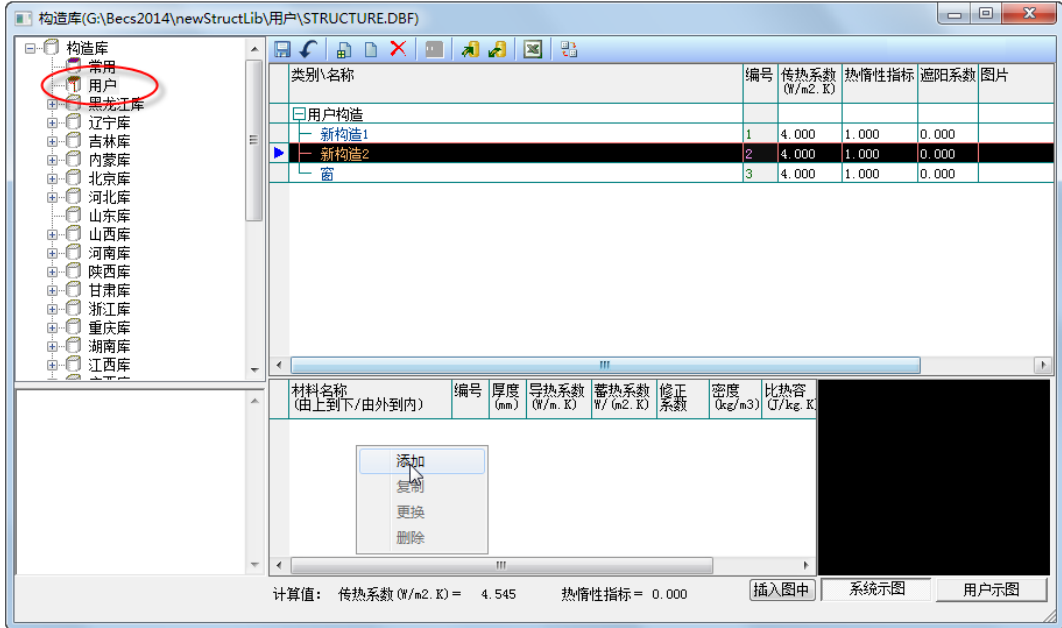 构造库(G:\Becs2014\newStructLib\用户\STRUCTURE.DBF)
构造库
常用
用户
黑龙江库
辽宁库
吉林库
内蒙库
北京库
河北库
山东库
山西库
河南库
陕西库
甘肃库
浙江库
重庆库
湖南库
江西库
类别\名称 编号 传热系数 热惰性指标 遮阳系数 图片
(W/m2.K)
用户构造
新构造1 1 4.000 1.000 0.000
新构造2 2 4.000 1.000 0.000
窗 3 4.000 1.000 0.000
材料名称 编号 厚度 导热系数 蓄热系数 修正 密度 比热容
(由上到下/由外到内) (mm) (W/m.K) W/(m2.K) 系数 (kg/m3) (J/kg.K
添加
复制
更换
删除
计算值: 传热系数(W/m2.K)= 4.545 热惰性指标= 0.000 插入图中 系统示图 用户示图